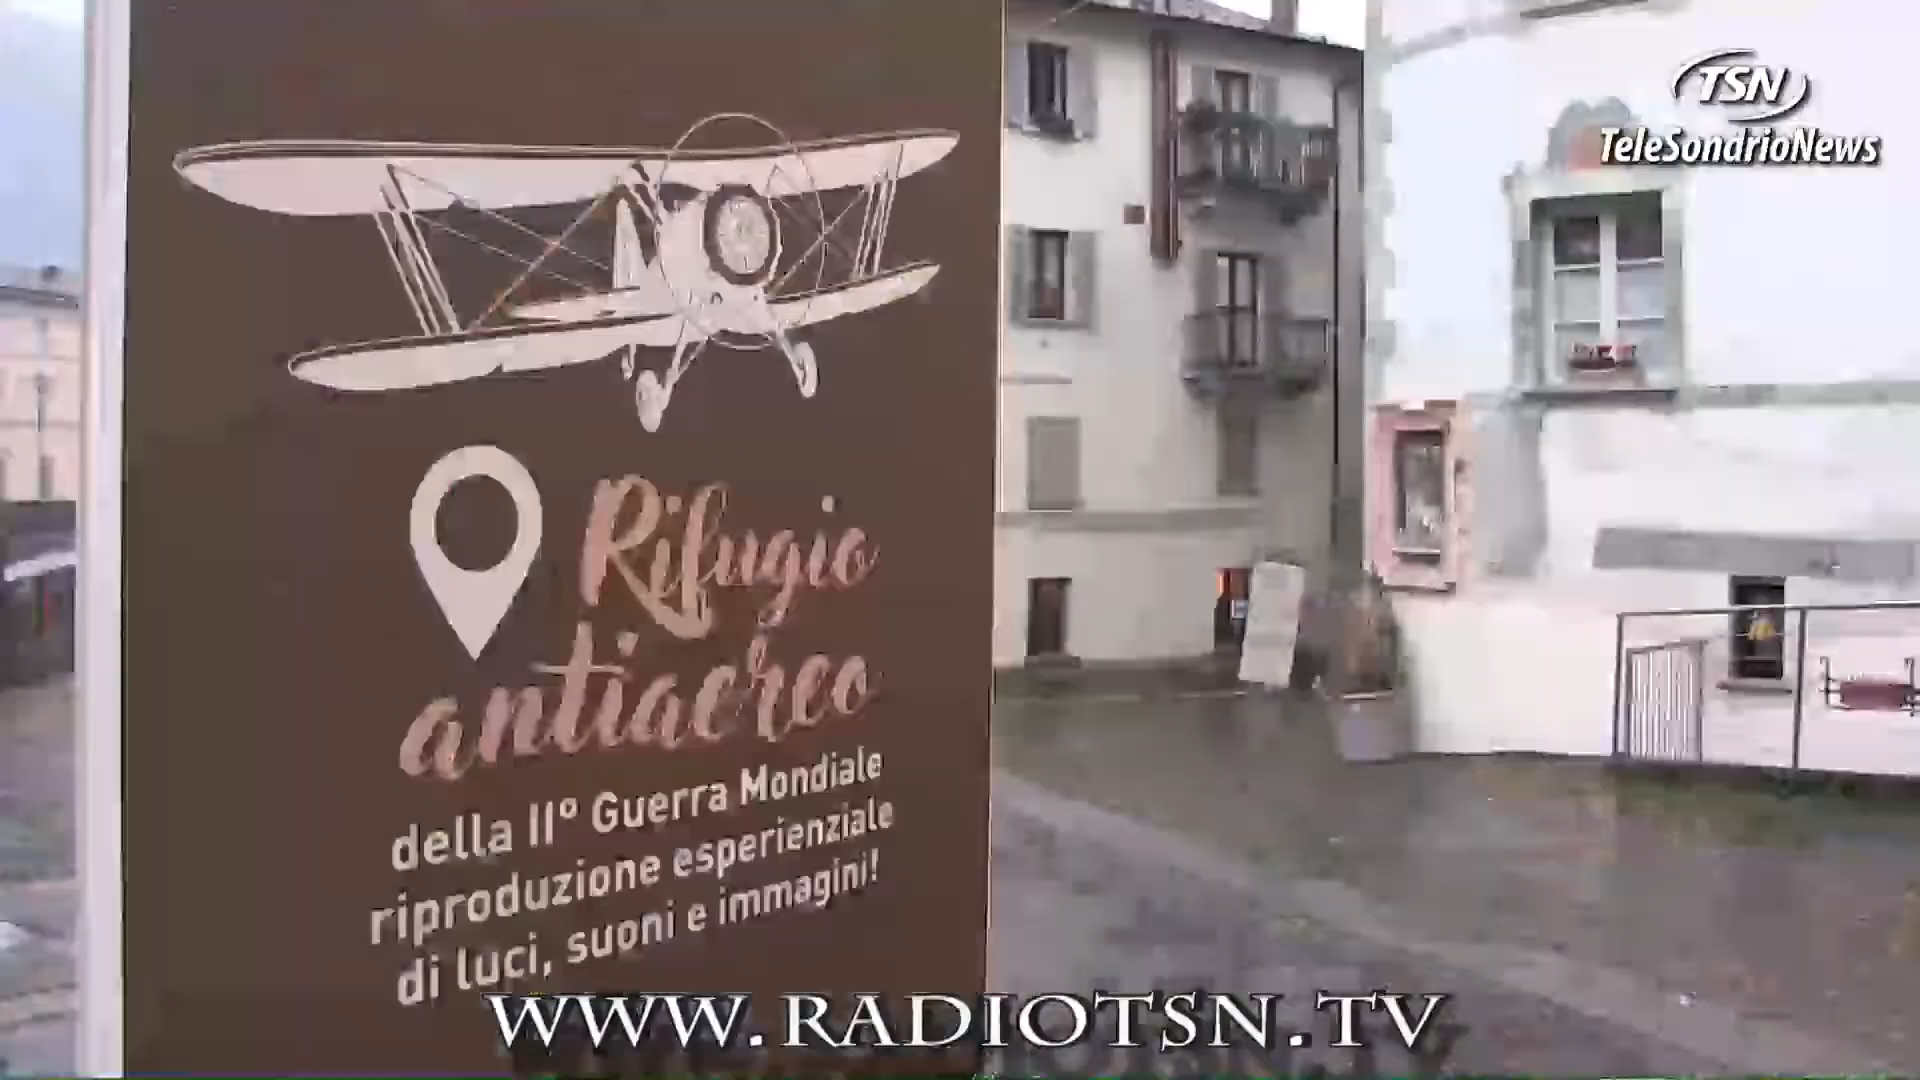 TSN
TeleSondrioNews
Rifugio
antiaereo
della II° Guerra Mondiale
riproduzione esperienziale
di luci, suoni e immagini!
WWW.RADIOTSN.TV